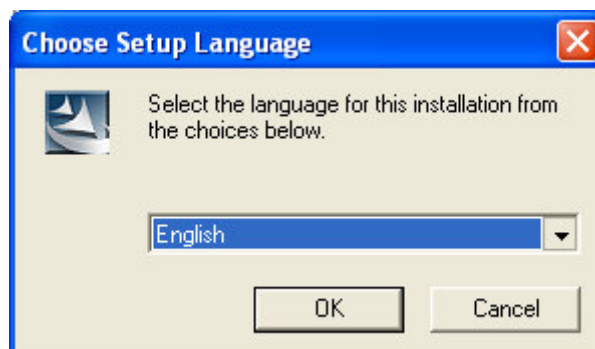 Choose Setup Language
Select the language for this installation from
the choices below.
English
OK
Cancel